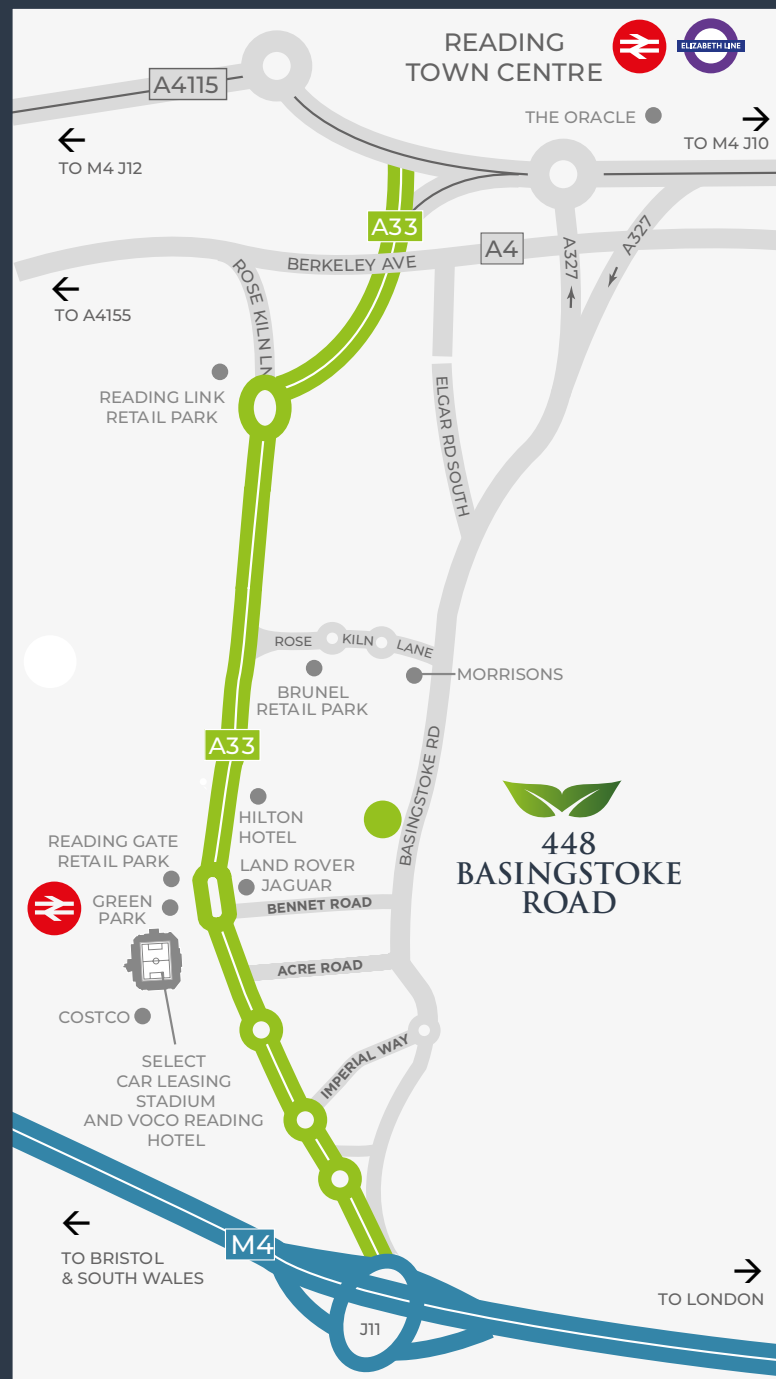 READING
TOWN CENTRE
ELIZABETH LINE
A4115
THE ORACLE
TO M4 J12
TO M4 J10
A33
A4
A327
A327
BERKELEY AVE
ROSE KILN LN
TO A4155
READING LINK
RETAIL PARK
ELGAR RD SOUTH
ROSE KILN LANE
MORRISONS
BRUNEL
RETAIL PARK
A33
BASINGSTOKE RD
HILTON
HOTEL
448
BASINGSTOKE
ROAD
READING GATE
RETAIL PARK
LAND ROVER
JAGUAR
GREEN
PARK
BENNET ROAD
ACRE ROAD
COSTCO
IMPERIAL WAY
SELECT
CAR LEASING
STADIUM
AND VOCO READING
HOTEL
M4
TO BRISTOL
& SOUTH WALES
TO LONDON
J11